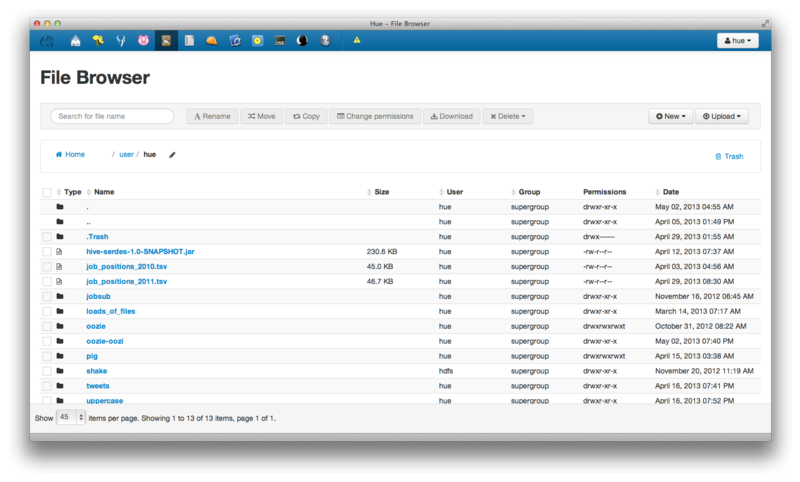 Hue – File Browser
hue
File Browser
Search for file name Rename Move Copy Change permissions Download Delete New Upload
Home / user / hue Trash
Type Name Size User Group Permissions Date
. hue supergroup drwxr-xr-x May 02, 2013 04:55 AM
.. hue supergroup drwxr-xr-x April 05, 2013 01:49 PM
.Trash hue supergroup drwx------ April 29, 2013 01:55 AM
hive-serdes-1.0-SNAPSHOT.jar 230.6 KB hue supergroup -rw-r--r-- April 12, 2013 07:37 AM
job_positions_2010.tsv 45.0 KB hue supergroup -rw-r--r-- April 03, 2013 04:56 AM
job_positions_2011.tsv 46.7 KB hue supergroup -rw-r--r-- April 29, 2013 08:30 AM
jobsub hue supergroup drwxr-xr-x November 16, 2012 06:45 AM
loads_of_files hue supergroup drwxr-xr-x March 14, 2013 07:17 AM
oozie hue supergroup drwxrwxrwxt October 31, 2012 08:22 AM
oozie-oozi hue supergroup drwxr-xr-x May 02, 2013 07:40 PM
pig hue supergroup drwxrwxrwxt April 15, 2013 03:38 AM
shake hdfs supergroup drwxr-xr-x November 20, 2012 11:19 AM
tweets hue supergroup drwxr-xr-x April 16, 2013 07:41 PM
uppercase hue supergroup drwxr-xr-x April 16, 2013 07:52 PM
Show 45 items per page. Showing 1 to 13 of 13 items, page 1 of 1.